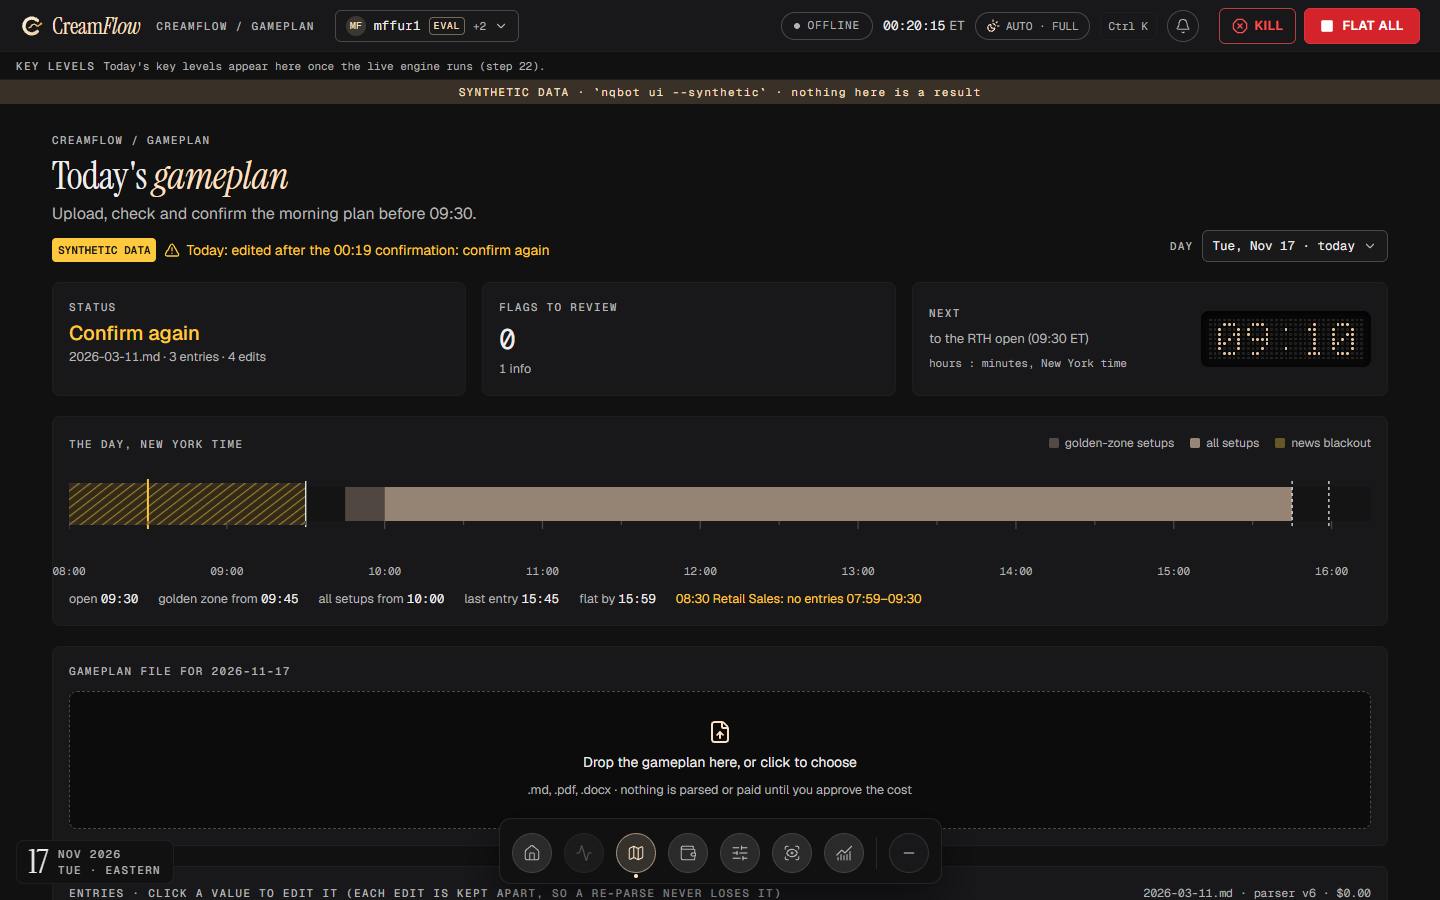 CreamFlow CREAMFLOW / GAMEPLAN MF mffur1 EVAL +2 OFFLINE 00:20:15 ET AUTO · FULL Ctrl K KILL FLAT ALL
KEY LEVELS Today's key levels appear here once the live engine runs (step 22).
SYNTHETIC DATA · `nqbot ui --synthetic` · nothing here is a result
CREAMFLOW / GAMEPLAN
Today's gameplan
Upload, check and confirm the morning plan before 09:30.
SYNTHETIC DATA Today: edited after the 00:19 confirmation: confirm again
DAY Tue, Nov 17 · today
STATUS
Confirm again
2026-03-11.md · 3 entries · 4 edits
FLAGS TO REVIEW
0
1 info
NEXT
to the RTH open (09:30 ET)
hours : minutes, New York time
09:10
THE DAY, NEW YORK TIME
golden-zone setups all setups news blackout
08:00 09:00 10:00 11:00 12:00 13:00 14:00 15:00 16:00
open 09:30 golden zone from 09:45 all setups from 10:00 last entry 15:45 flat by 15:59 08:30 Retail Sales: no entries 07:59–09:30
GAMEPLAN FILE FOR 2026-11-17
Drop the gameplan here, or click to choose
.md, .pdf, .docx · nothing is parsed or paid until you approve the cost
17 NOV 2026
TUE · EASTERN
ENTRIES · CLICK A VALUE TO EDIT IT (EACH EDIT IS KEPT APART, SO A RE-PARSE NEVER LOSES IT) 2026-03-11.md · parser v6 · $0.00